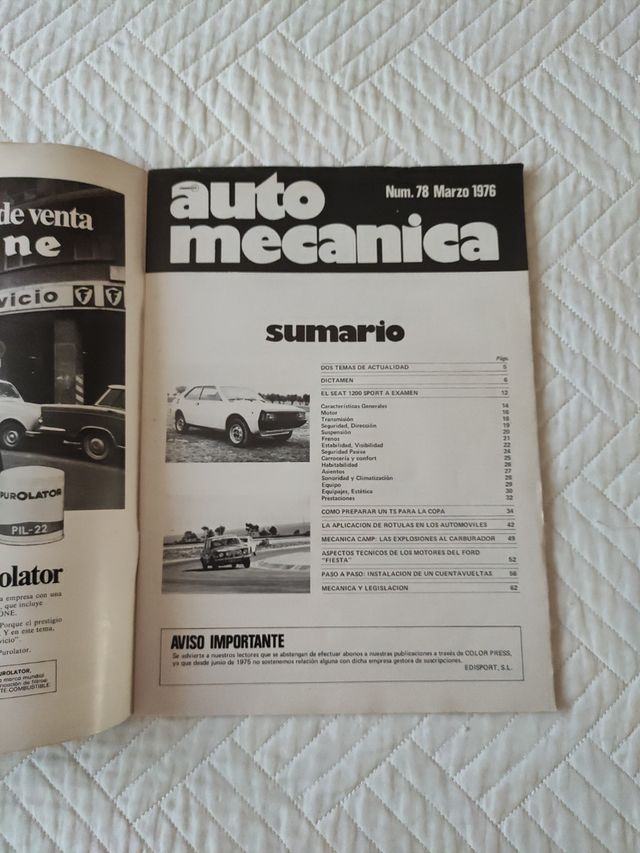 de venta
ne
vicio
PUROLATOR
PIL-22
olator
a empresa con una
, que incluye
ONE.
Porque el prestigio
. Y en este tema,
rvicio".
Purolator.
PUROLATOR,
a marca mundial
TE-COMBUSTIBLE.
auto
mecanica
Num. 78 Marzo 1976
sumario
Págs.
DOS TEMAS DE ACTUALIDAD 5
DICTAMEN 6
EL SEAT 1200 SPORT A EXAMEN 12
Características Generales 14
Motor 16
Transmisión 18
Seguridad, Dirección 19
Suspensión 20
Frenos 21
Estabilidad, Visibilidad 22
Seguridad Pasiva 24
Carrocería y confort 25
Habitabilidad 26
Asientos 27
Sonoridad y Climatización 28
Equipo 29
Equipajes, Estética 30
Prestaciones 32
COMO PREPARAR UN TS PARA LA COPA 34
LA APLICACION DE ROTULAS EN LOS AUTOMOVILES 42
MECANICA CAMP: LAS EXPLOSIONES AL CARBURADOR 49
ASPECTOS TECNICOS DE LOS MOTORES DEL FORD
"FIESTA" 52
PASO A PASO: INSTALACION DE UN CUENTAVUELTAS 56
MECANICA Y LEGISLACION 62
AVISO IMPORTANTE
Se advierte a nuestros lectores que se abstengan de efectuar abonos a nuestras publicaciones a través de COLOR PRESS,
ya que desde junio de 1975 no sostenemos relación alguna con dicha empresa gestora de suscripciones.
EDISPORT, S.L.